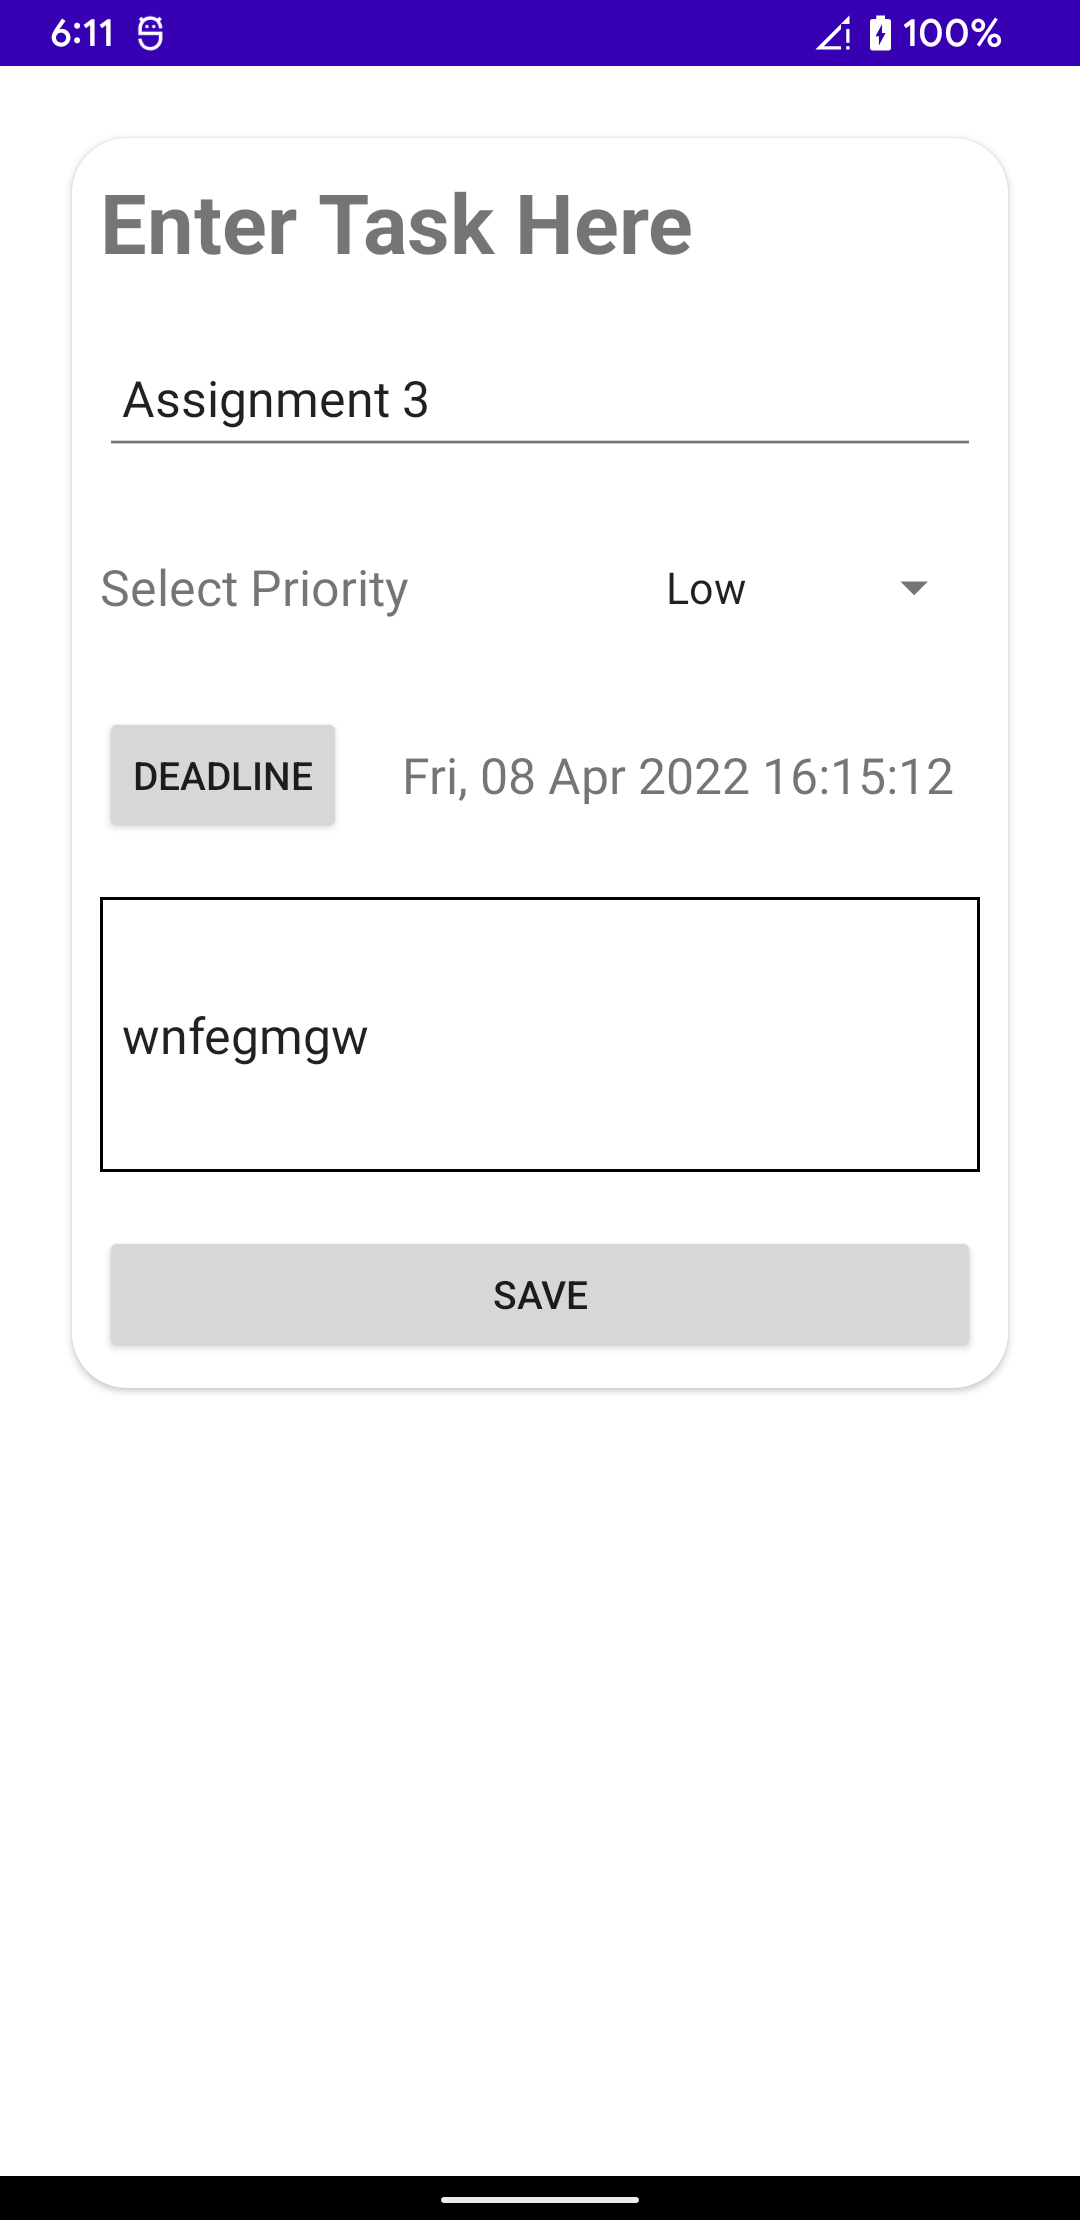 6:11 100%
Enter Task Here
Assignment 3
Select Priority Low
DEADLINE Fri, 08 Apr 2022 16:15:12
wnfegmgw
SAVE